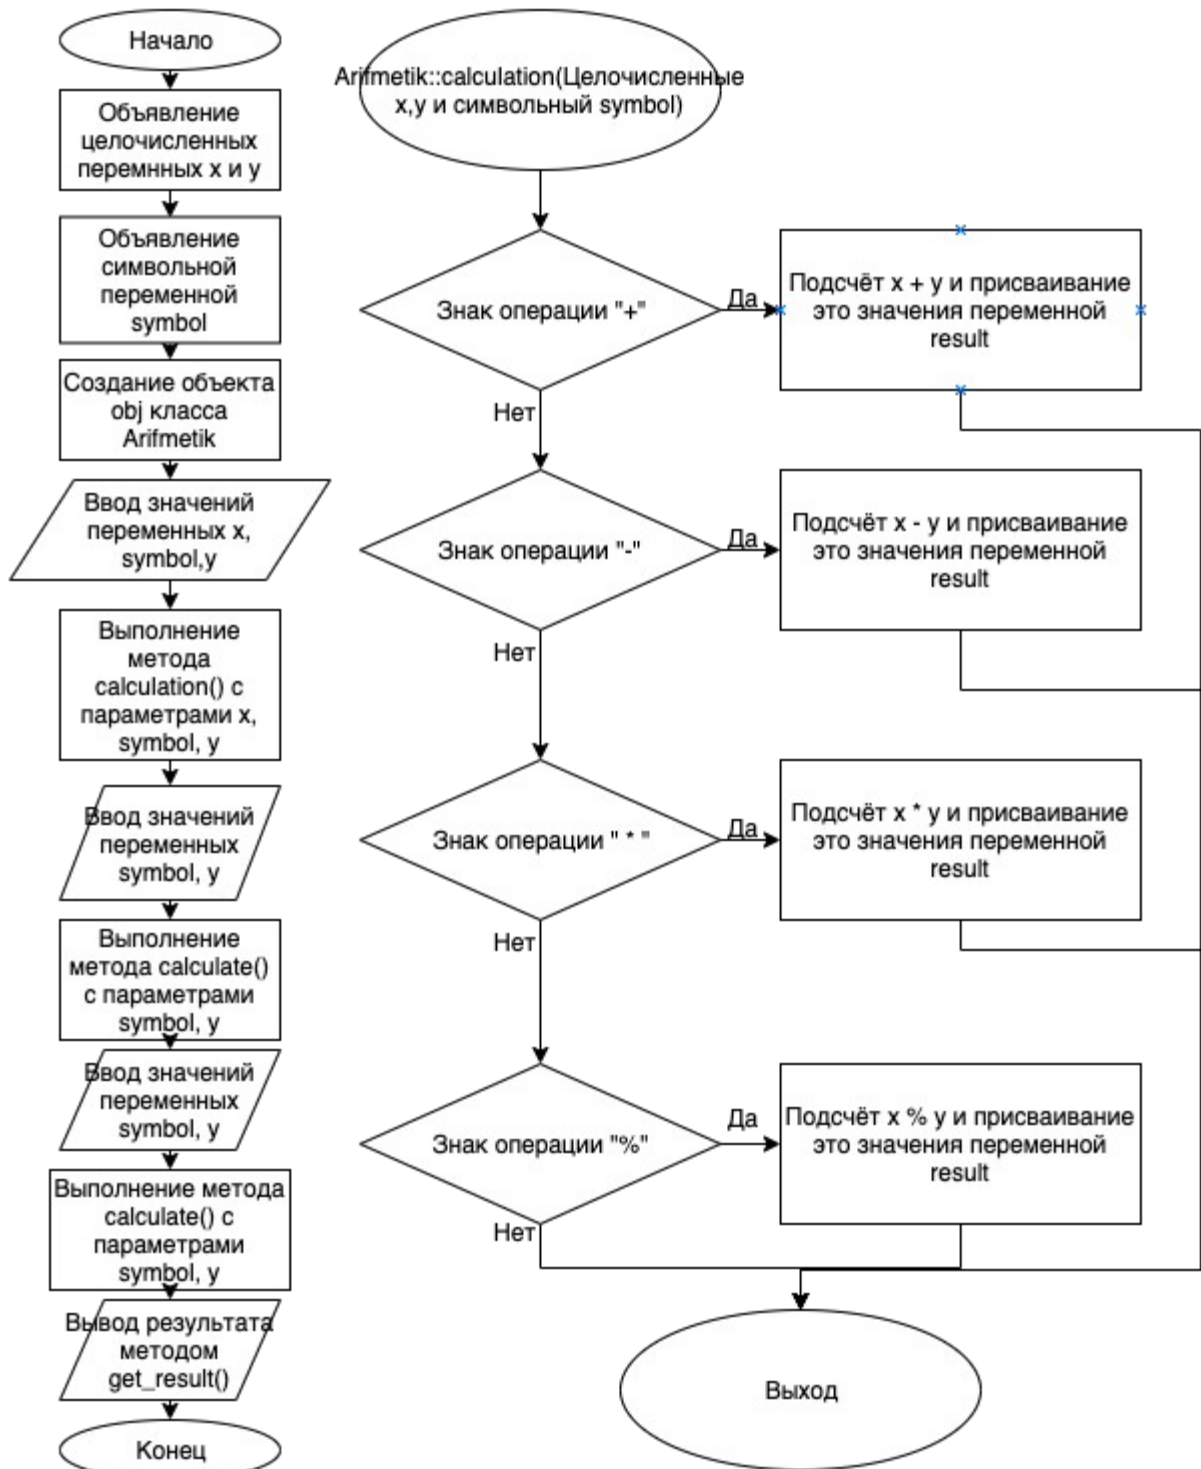 Начало
Объявление
целочисленных
перемнных x и y
Объявление
символьной
переменной
symbol
Создание объекта
obj класса
Arifmetik
Ввод значений
переменных x,
symbol,y
Выполнение
метода
calculation() с
параметрами x,
symbol, y
Ввод значений
переменных
symbol, y
Выполнение
метода calculate()
с параметрами
symbol, y
Ввод значений
переменных
symbol, y
Выполнение метода
calculate() с
параметрами
symbol, y
Вывод результата
методом
get_result()
Конец
Arifmetik::calculation(Целочисленные
x,y и символьный symbol)
Знак операции "+"
Да
Подсчёт x + y и присваивание
это значения переменной
result
Нет
Знак операции "-"
Да
Подсчёт x - y и присваивание
это значения переменной
result
Нет
Знак операции " * "
Да
Подсчёт x * y и присваивание
это значения переменной
result
Нет
Знак операции "%"
Да
Подсчёт x % y и присваивание
это значения переменной
result
Нет
Выход